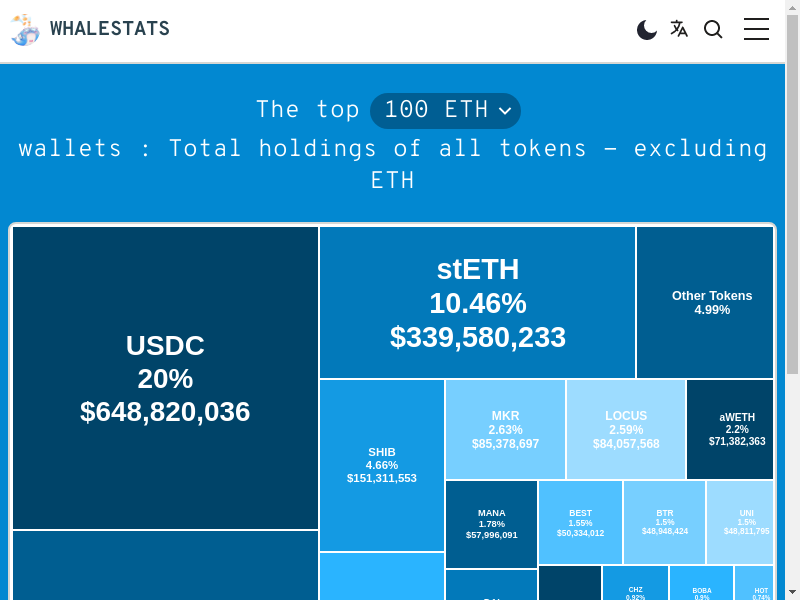 WHALESTATS
The top 100 ETH
wallets : Total holdings of all tokens – excluding
ETH
USDC
20%
$648,820,036
stETH
10.46%
$339,580,233
Other Tokens
4.99%
SHIB
4.66%
$151,311,553
MKR
2.63%
$85,378,697
LOCUS
2.59%
$84,057,568
aWETH
2.2%
$71,382,363
MANA
1.78%
$57,996,091
BEST
1.55%
$50,334,012
BTR
1.5%
$48,948,424
UNI
1.5%
$48,811,795
CHZ
0.92%
BOBA
0.9%
HOT
0.74%